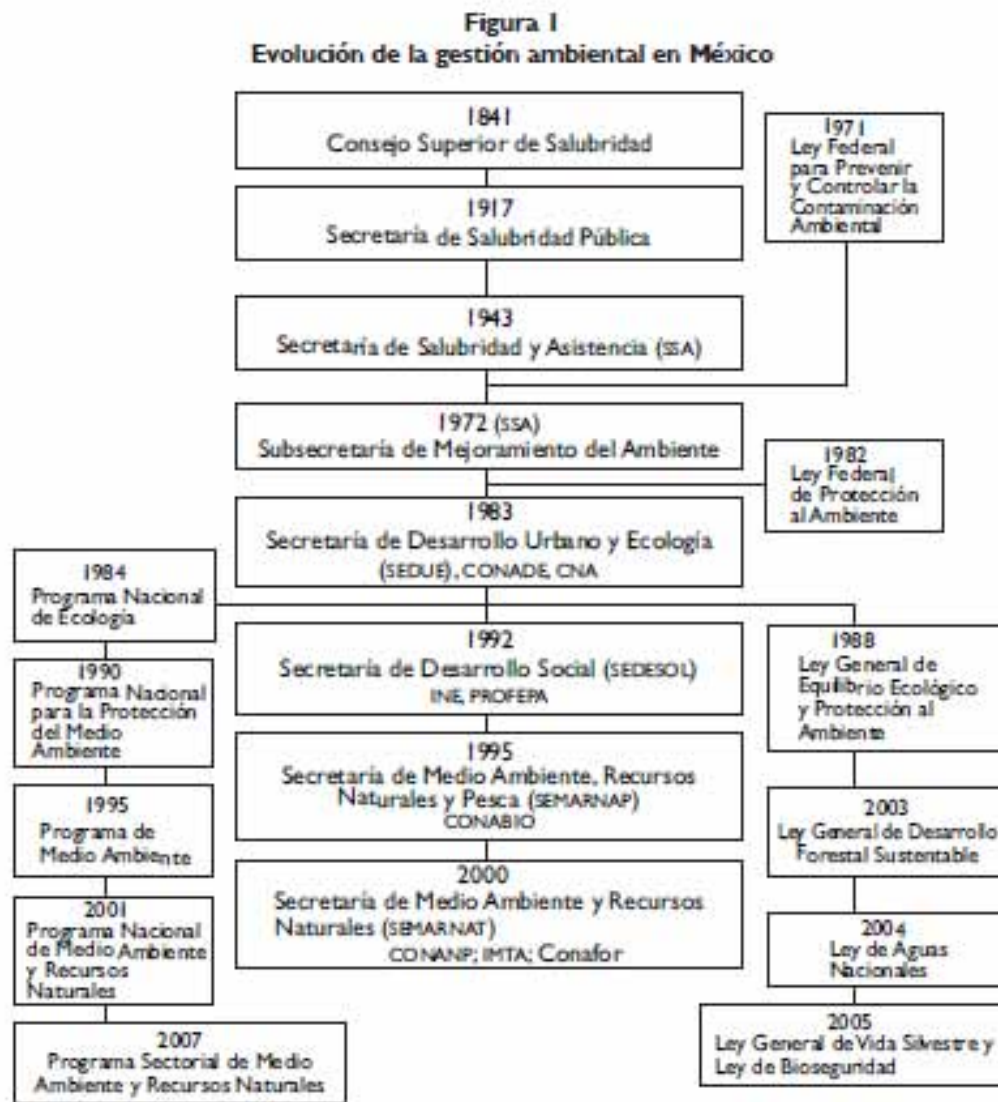 Figura 1
Evolución de la gestión ambiental en México
1841
Consejo Superior de Salubridad
1971
Ley Federal
para Prevenir
y Controlar la
Contaminación
Ambiental
1917
Secretaría de Salubridad Pública
1943
Secretaría de Salubridad y Asistencia (SSA)
1972 (SSA)
Subsecretaría de Mejoramiento del Ambiente
1982
Ley Federal
de Protección
al Ambiente
1983
Secretaría de Desarrollo Urbano y Ecología
(SEDUE), CONADE, CNA
1984
Programa Nacional
de Ecología
1990
Programa Nacional
para la Protección
del Medio
Ambiente
1995
Programa de
Medio Ambiente
2001
Programa Nacional
de Medio Ambiente
y Recursos
Naturales
2007
Programa Sectorial de Medio
Ambiente y Recursos Naturales
1992
Secretaría de Desarrollo Social (SEDESOL)
INE, PROFEPA
1995
Secretaría de Medio Ambiente, Recursos
Naturales y Pesca (SEMARNAP)
CONABIO
2000
Secretaría de Medio Ambiente y Recursos
Naturales (SEMARNAT)
CONANP; IMTA; Conafor
1988
Ley General de
Equilibrio Ecológico
y Protección al
Ambiente
2003
Ley General de Desarrollo
Forestal Sustentable
2004
Ley de Aguas
Nacionales
2005
Ley General de Vida Silvestre y
Ley de Bioseguridad